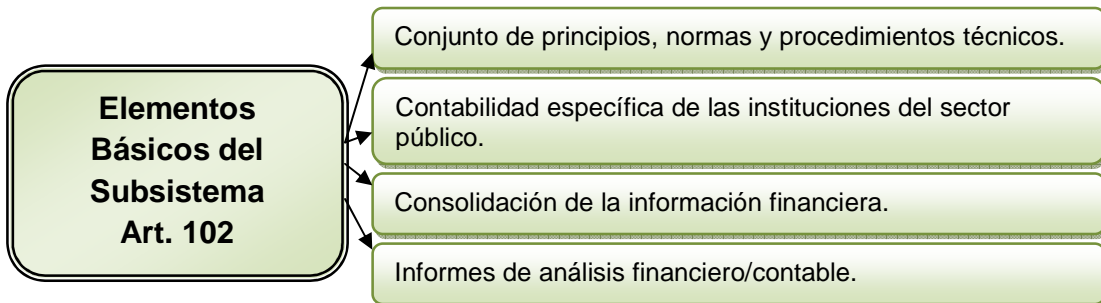 Elementos
Básicos del
Subsistema
Art. 102
Conjunto de principios, normas y procedimientos técnicos.
Contabilidad específica de las instituciones del sector
público.
Consolidación de la información financiera.
Informes de análisis financiero/contable.